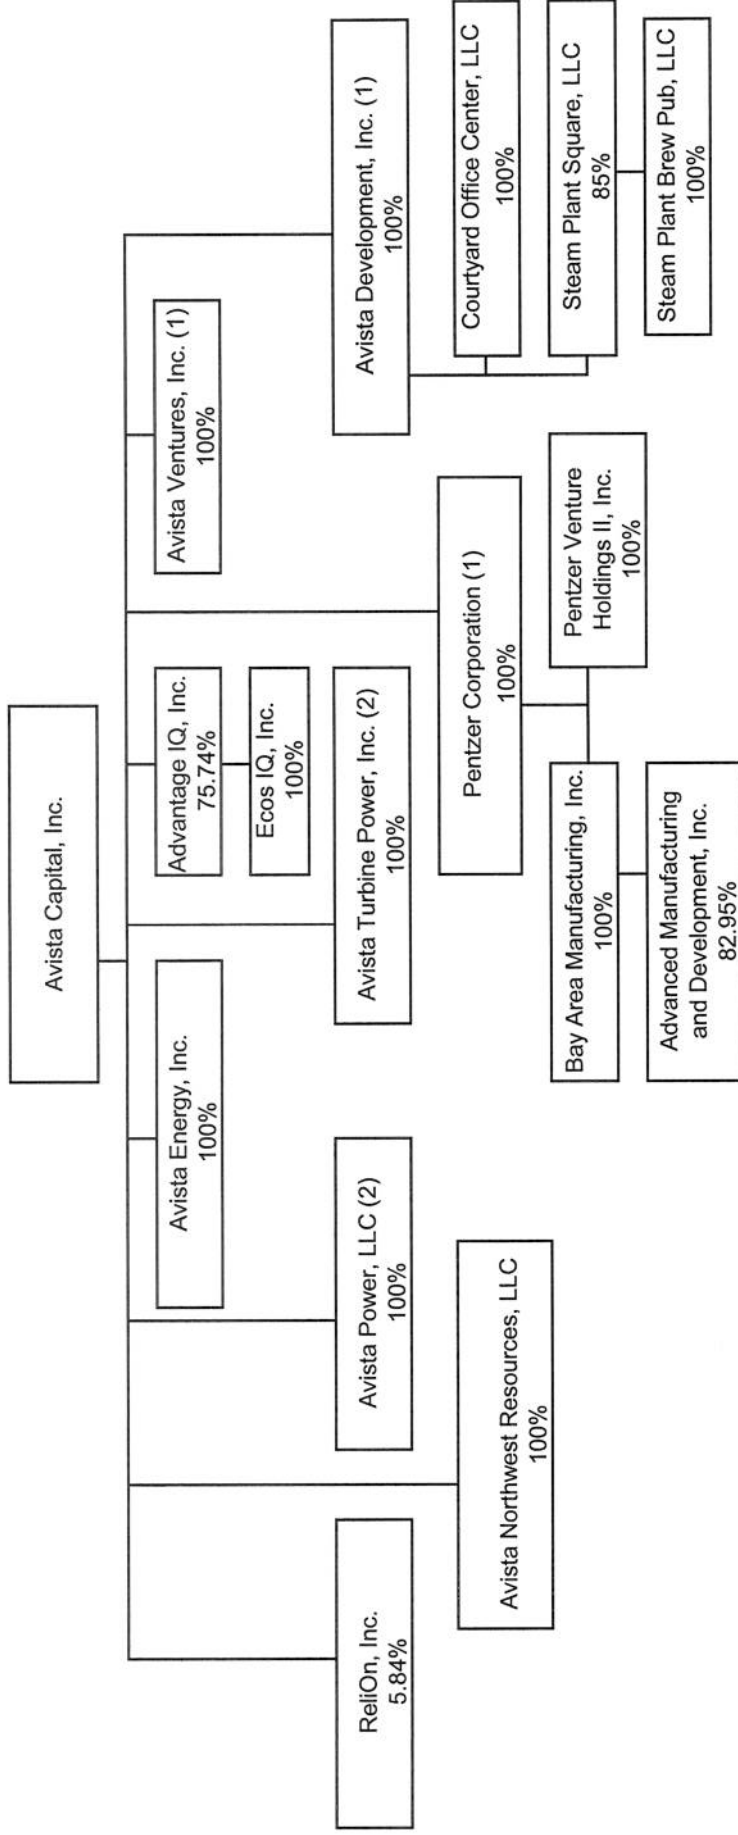 Avista Capital, Inc.
Avista Energy, Inc.
100%
Advantage IQ, Inc.
75.74%
Ecos IQ, Inc.
100%
Avista Ventures, Inc. (1)
100%
ReliOn, Inc.
5.84%
Avista Power, LLC (2)
100%
Avista Turbine Power, Inc. (2)
100%
Avista Development, Inc. (1)
100%
Avista Northwest Resources, LLC
100%
Pentzer Corporation (1)
100%
Courtyard Office Center, LLC
100%
Bay Area Manufacturing, Inc.
100%
Pentzer Venture
Holdings II, Inc.
100%
Steam Plant Square, LLC
85%
Advanced Manufacturing
and Development, Inc.
82.95%
Steam Plant Brew Pub, LLC
100%